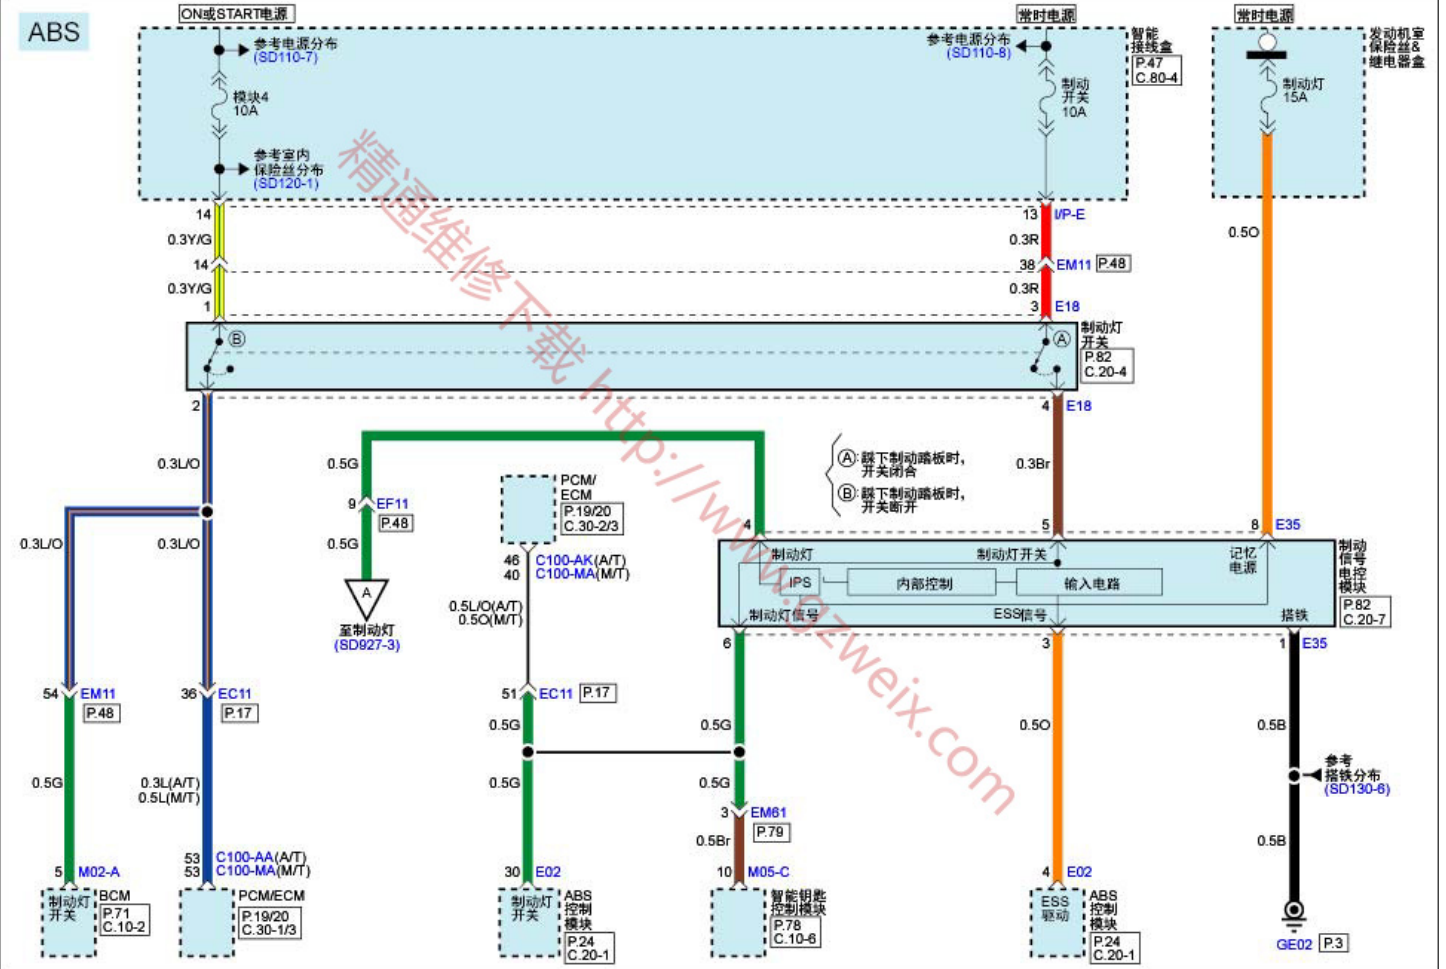 ABS
ON或START电源
常时电源
常时电源
参考电源分布
(SD110-7)
模块4
10A
参考室内
保险丝分布
(SD120-1)
参考电源分布
(SD110-8)
制动
开关
10A
智能
接线盒
P.47
C.80-4
制动灯
15A
发动机室
保险丝&
继电器盒
14
0.3Y/G
14
0.3Y/G
1
13
I/P-E
0.3R
38
EM11
P.48
0.3R
3
E18
0.5O
B
A
制动灯
开关
P.82
C.20-4
2
4
E18
0.3L/O
0.3L/O
0.3L/O
0.5G
9
EF11
P.48
0.5G
A
至制动灯
(SD927-3)
PCM/
ECM
P.19/20
C.30-2/3
46
C100-AK(A/T)
40
C100-MA(M/T)
0.5L/O(A/T)
0.5O(M/T)
A:踩下制动踏板时,
开关闭合
B:踩下制动踏板时,
开关断开
0.3Br
4
5
8
E35
制动灯
制动灯开关
记忆
电源
IPS
内部控制
输入电路
制动灯信号
ESS信号
搭铁
制动
信号
电控
模块
P.82
C.20-7
6
3
1
E35
54
EM11
P.48
36
EC11
P.17
51
EC11
P.17
0.5G
0.5G
0.5O
0.5B
0.5G
0.3L(A/T)
0.5L(M/T)
0.5G
0.5G
3
EM61
P.79
0.5Br
参考
搭铁分布
(SD130-6)
0.5B
5
M02-A
53
C100-AA(A/T)
53
C100-MA(M/T)
30
E02
10
M05-C
4
E02
制动灯
开关
BCM
P.71
C.10-2
PCM/ECM
P.19/20
C.30-1/3
制动灯
开关
ABS
控制
模块
P.24
C.20-1
智能钥匙
控制模块
P.78
C.10-6
ESS
驱动
ABS
控制
模块
P.24
C.20-1
GE02
P.3
精通维修下载 http://www.gzweix.com